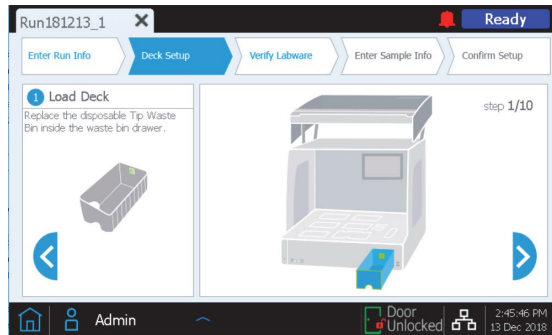 Run181213_1
Ready
Enter Run Info
Deck Setup
Verify Labware
Enter Sample Info
Confirm Setup
1 Load Deck
Replace the disposable Tip Waste
Bin inside the waste bin drawer.
step 1/10
Admin
Door
Unlocked
2:45:46 PM
13 Dec 2018